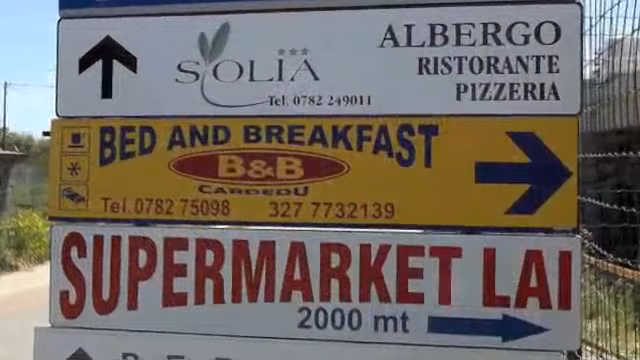 ALBERGO
S'OLIA ***
RISTORANTE
PIZZERIA
Tel. 0782 249011
BED AND BREAKFAST
B&B
CARDEDU
Tel.0782 75098 327 7732139
SUPERMARKET LAI
2000 mt